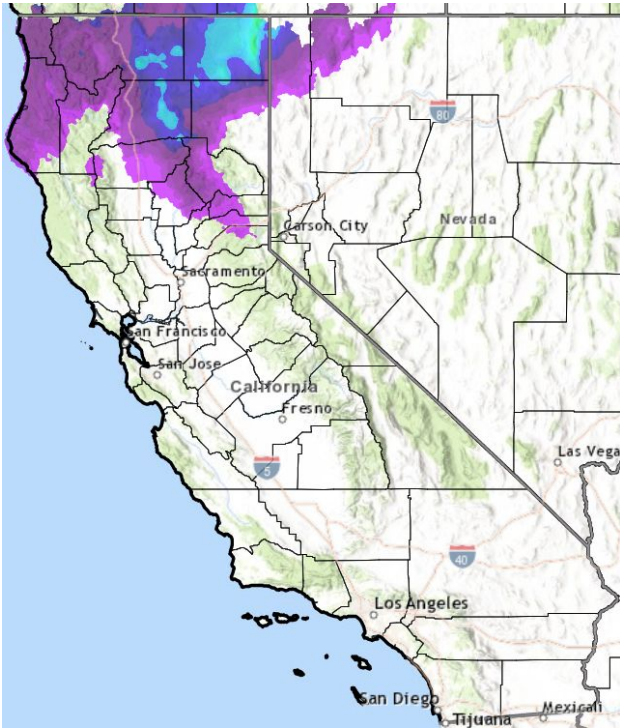 80
Nevada
Carson City
Sacramento
San Francisco
San Jose
California
Fresno
5
Las Vega
40
Los Angeles
San Diego
Tijuana
Mexicali